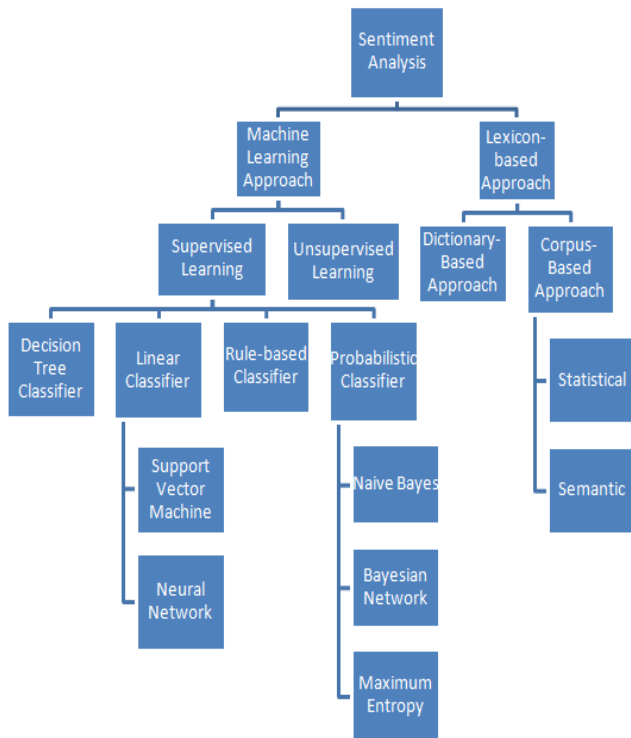 Sentiment
Analysis
Machine
Learning
Approach
Lexicon-
based
Approach
Supervised
Learning
Unsupervised
Learning
Dictionary-
Based
Approach
Corpus-
Based
Approach
Decision
Tree
Classifier
Linear
Classifier
Rule-based
Classifier
Probabilistic
Classifier
Statistical
Support
Vector
Machine
Naive Bayes
Semantic
Neural
Network
Bayesian
Network
Maximum
Entropy